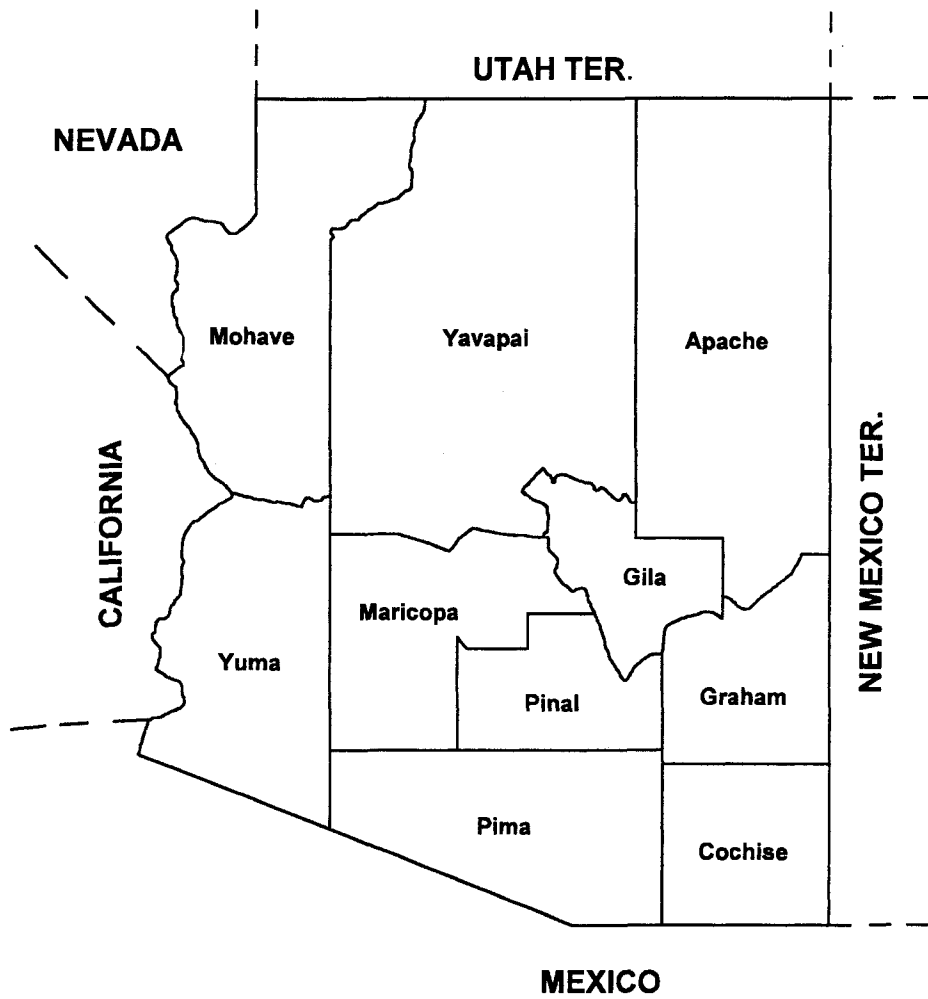 UTAH TER.
NEVADA
Mohave
Yavapai
Apache
CALIFORNIA
NEW MEXICO TER.
Gila
Maricopa
Yuma
Pinal
Graham
Pima
Cochise
MEXICO